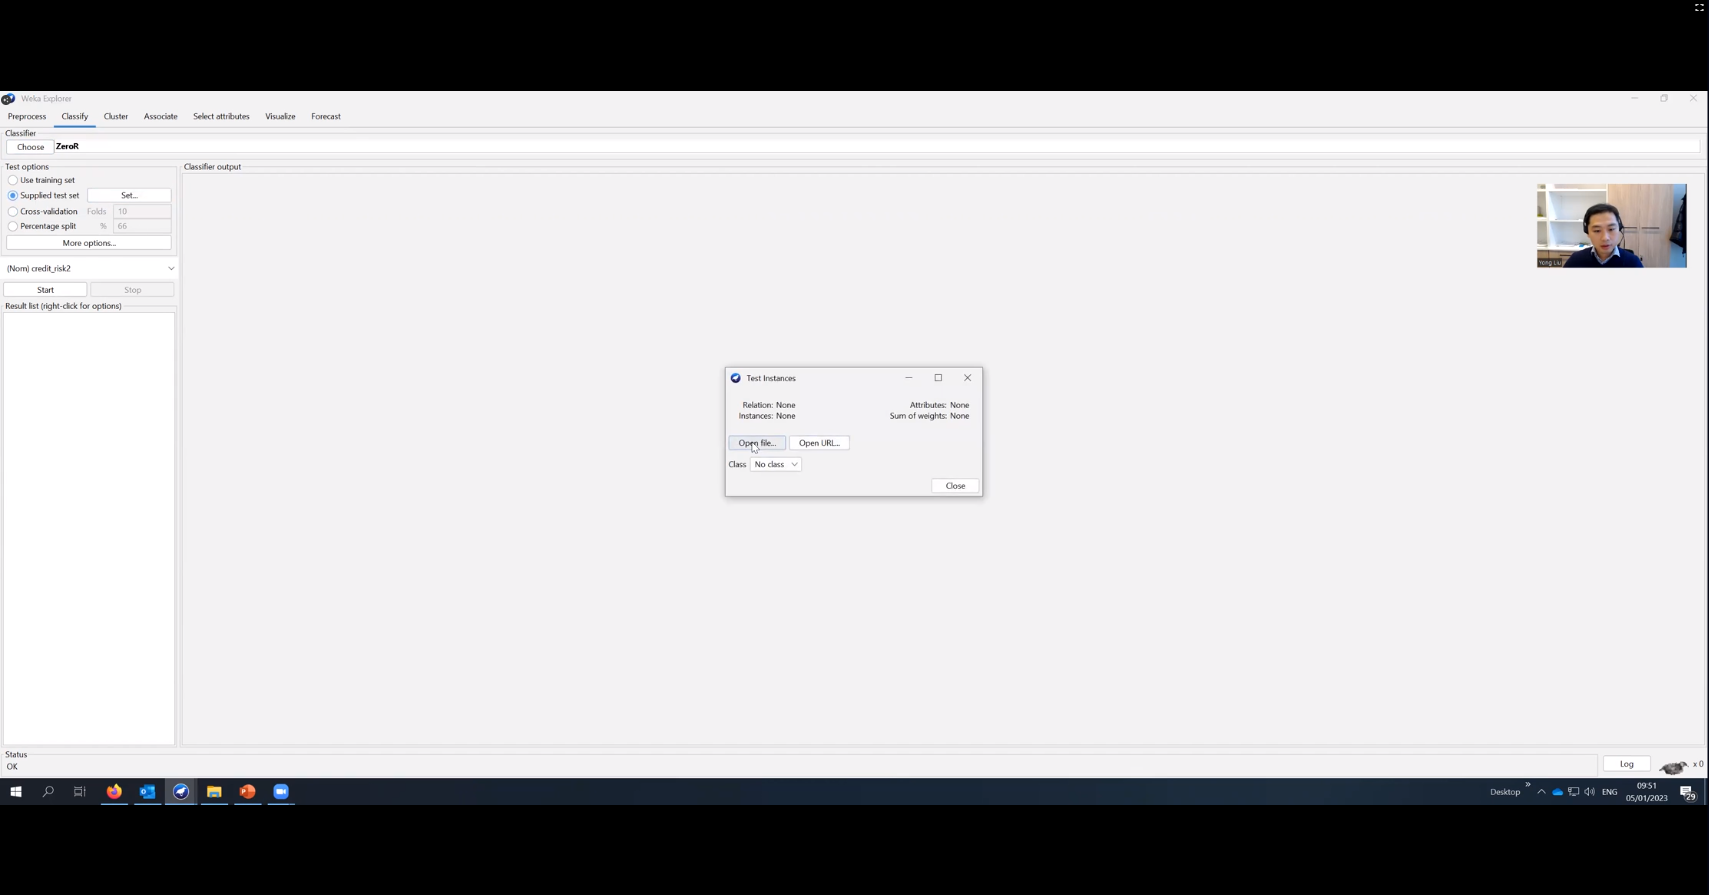 Weka Explorer
Preprocess Classify Cluster Associate Select attributes Visualize Forecast
Classifier
Choose ZeroR
Test options
Use training set
Supplied test set Set...
Cross-validation Folds 10
Percentage split % 66
More options...
(Nom) credit_risk2
Start Stop
Result list (right-click for options)
Classifier output
Yong Liu
Test Instances
Relation: None Attributes: None
Instances: None Sum of weights: None
Open file... Open URL...
Class No class
Close
Status
OK
Log x 0
Desktop ENG
09:51
05/01/2023
29